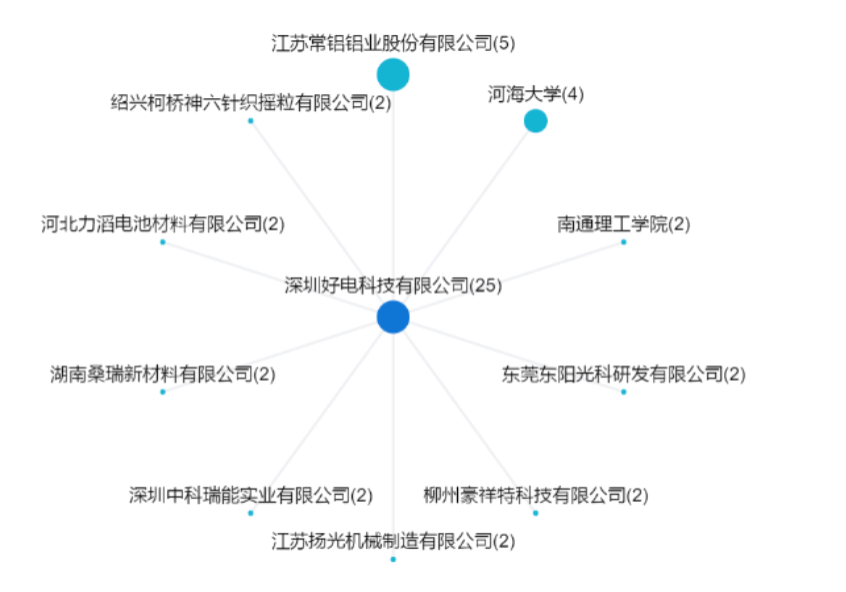 江苏常铝铝业股份有限公司(5)
河海大学(4)
绍兴柯桥神六针织摇粒有限公司(2)
河北力滔电池材料有限公司(2)
南通理工学院(2)
深圳好电科技有限公司(25)
湖南桑瑞新材料有限公司(2)
东莞东阳光科研发有限公司(2)
深圳中科瑞能实业有限公司(2)
柳州豪祥特科技有限公司(2)
江苏扬光机械制造有限公司(2)